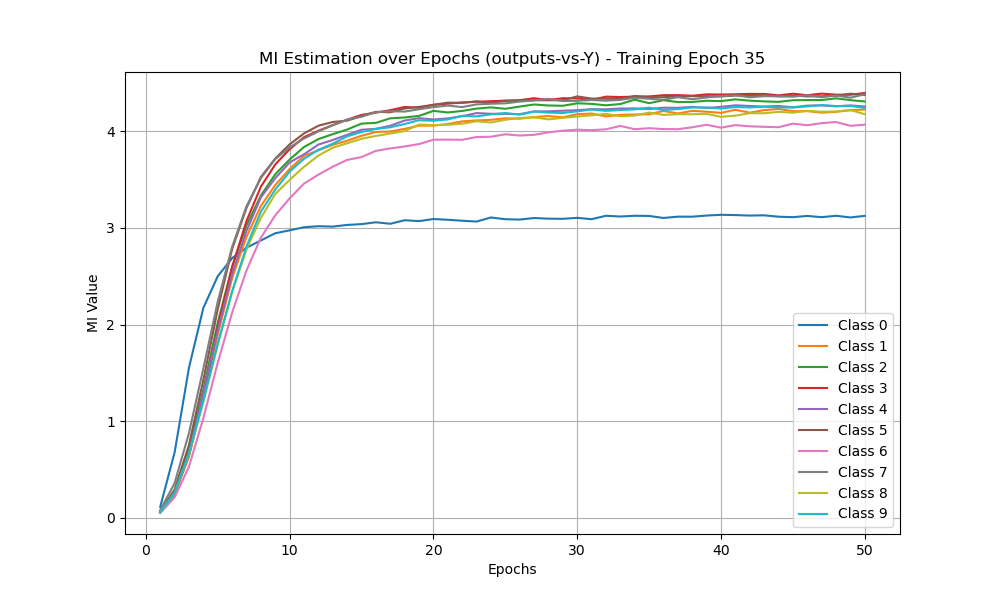 MI Estimation over Epochs (outputs-vs-Y) - Training Epoch 35
MI Value
4
3
2
1
0
0 10 20 30 40 50
Epochs
Class 0
Class 1
Class 2
Class 3
Class 4
Class 5
Class 6
Class 7
Class 8
Class 9